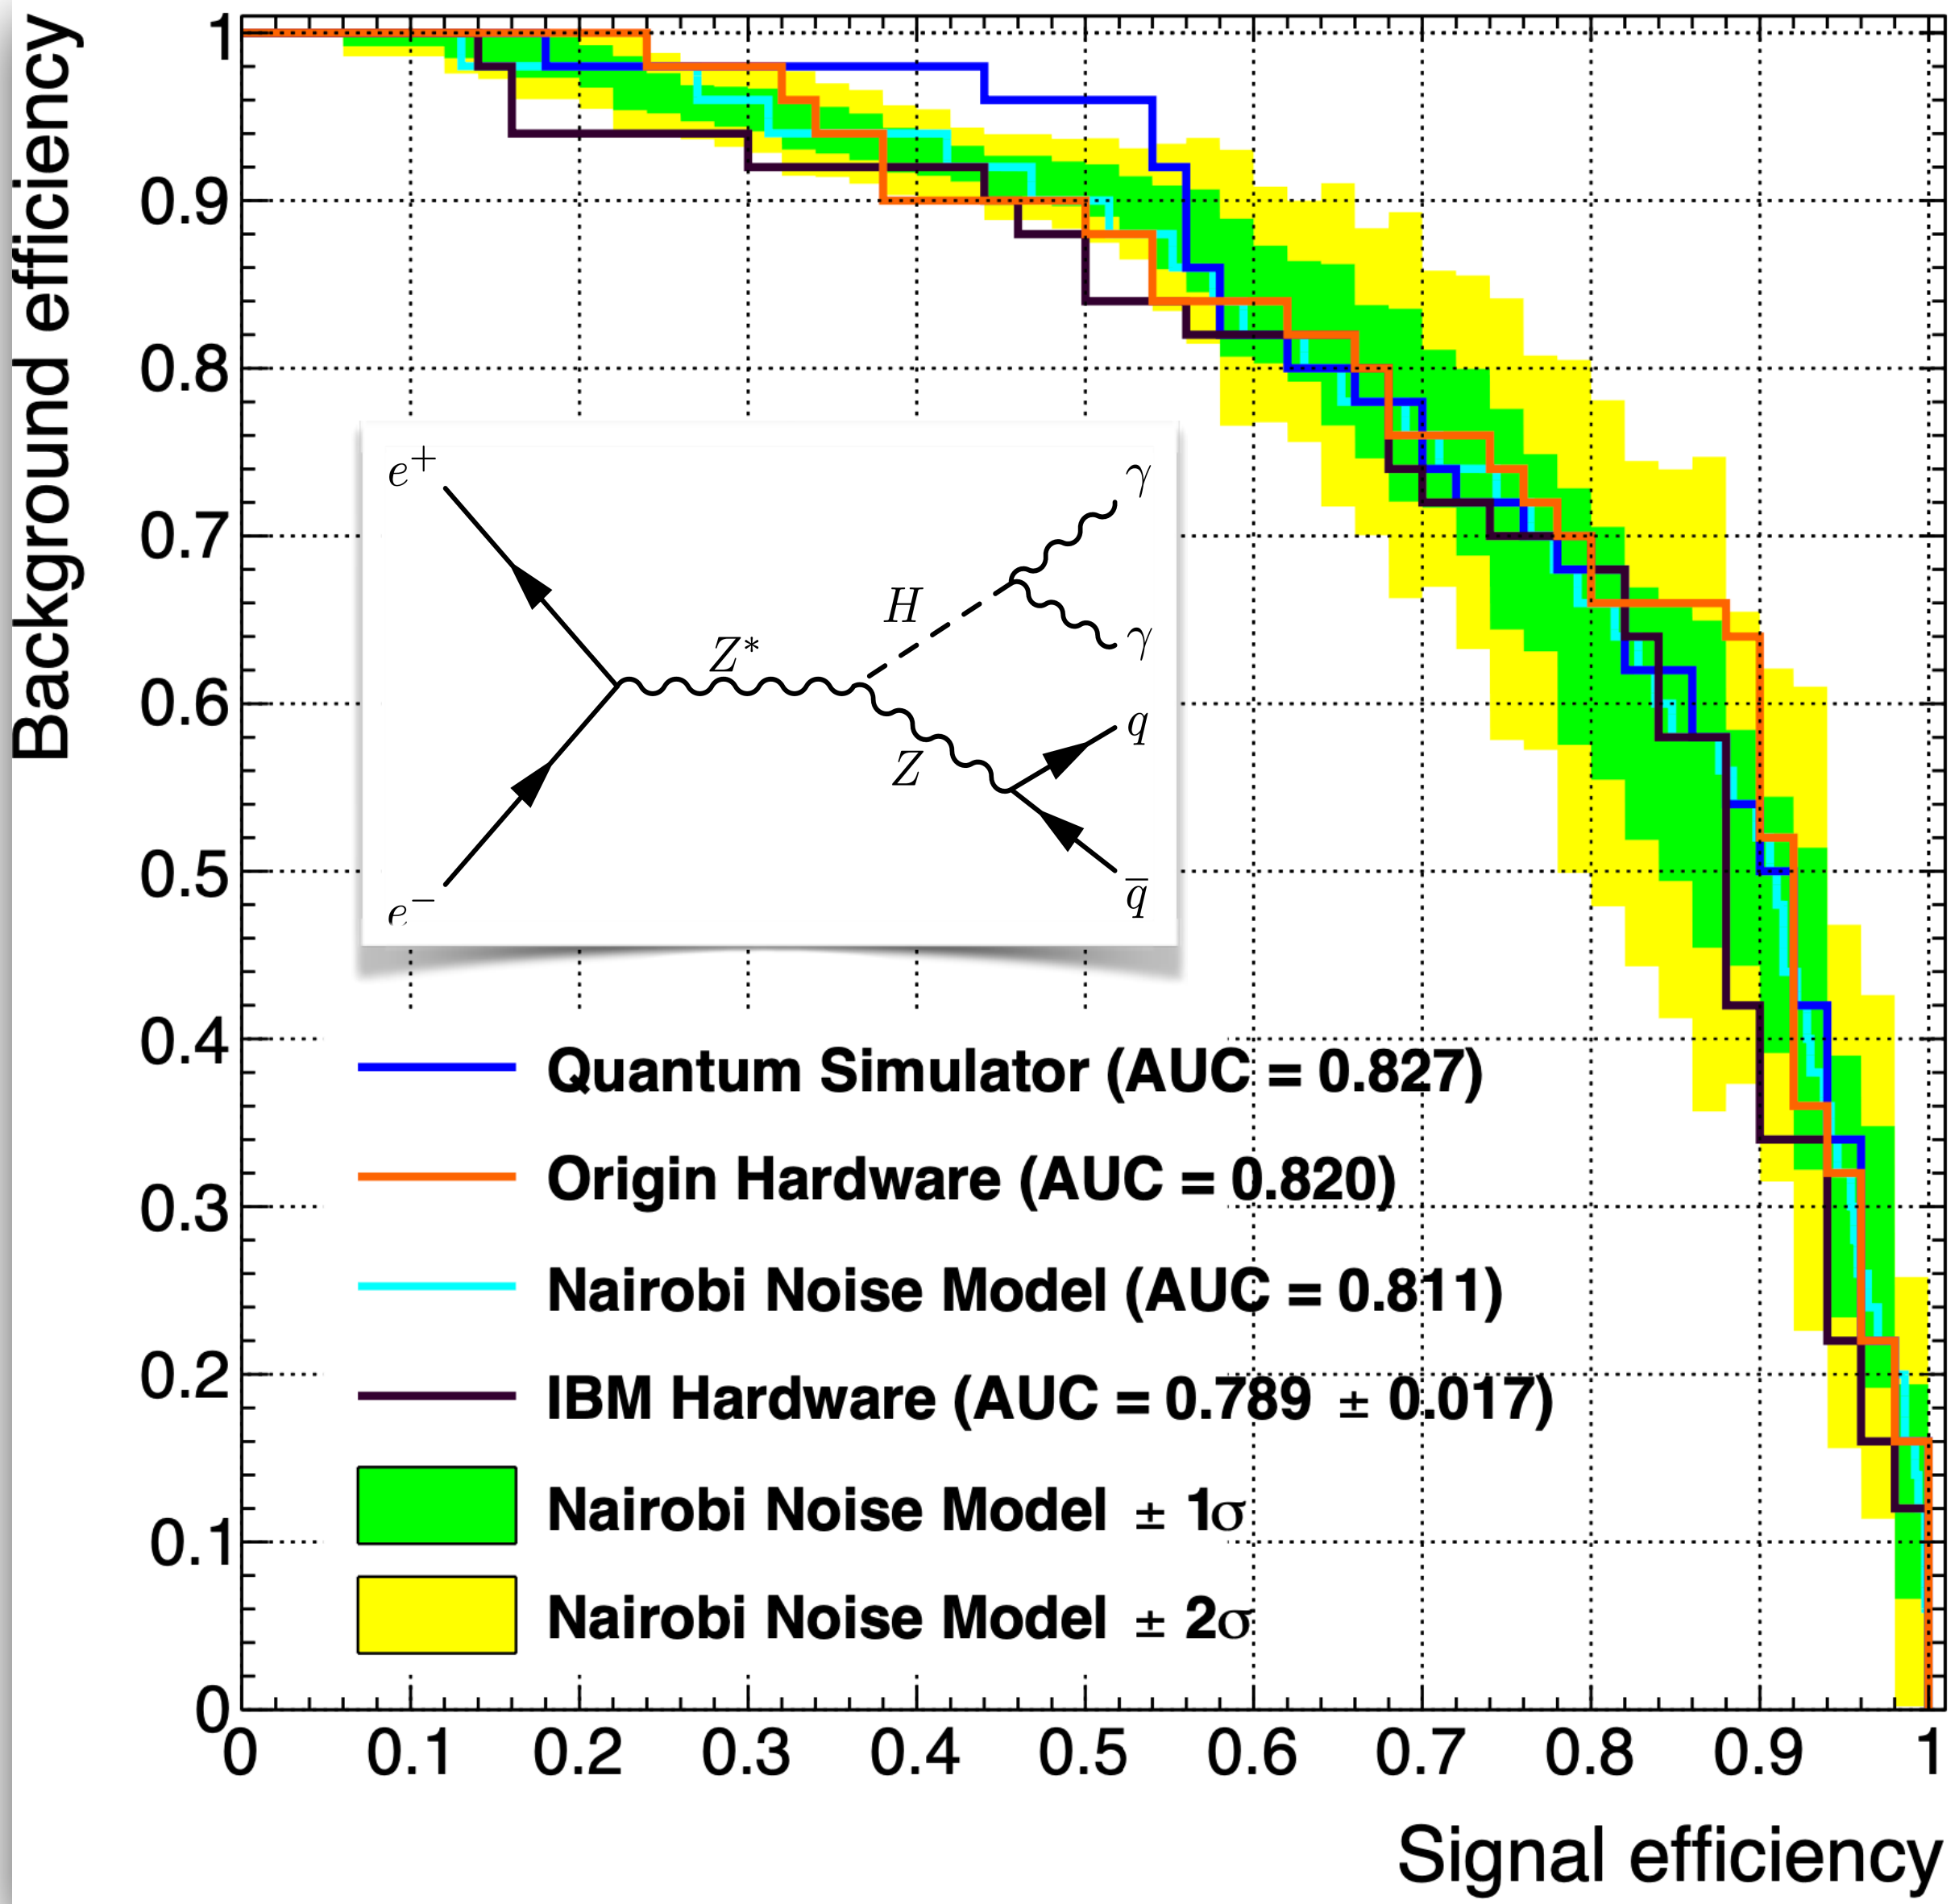 Background efficiency
1
0.9
0.8
0.7
0.6
0.5
0.4
0.3
0.2
0.1
0
e⁺
e⁻
Z*
H
Z
γ
γ
q
q̅
Quantum Simulator (AUC = 0.827)
Origin Hardware (AUC = 0.820)
Nairobi Noise Model (AUC = 0.811)
IBM Hardware (AUC = 0.789 ± 0.017)
Nairobi Noise Model ± 1σ
Nairobi Noise Model ± 2σ
0 0.1 0.2 0.3 0.4 0.5 0.6 0.7 0.8 0.9 1
Signal efficiency